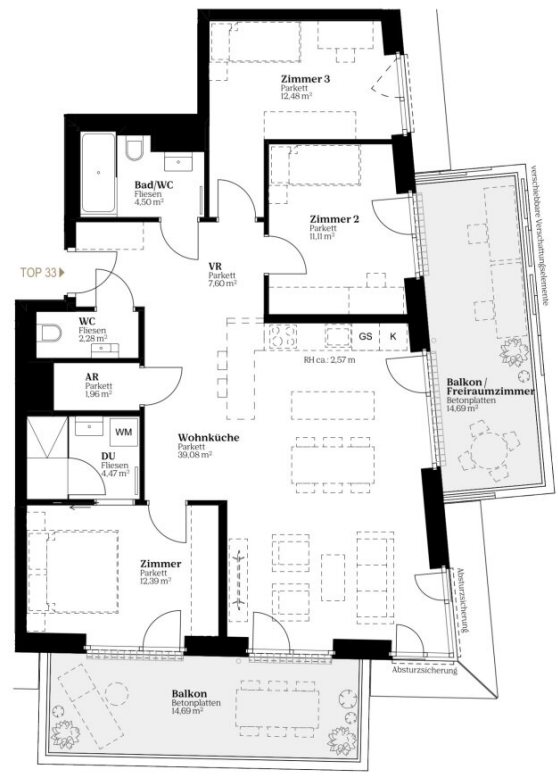 Zimmer 3
Parkett
12,48 m²
Bad/WC
Fliesen
4,50 m²
Zimmer 2
Parkett
11,11 m²
verschiebbare Verschattungselemente
VR
Parkett
7,60 m²
TOP 33
WC
Fliesen
2,28 m²
GS
K
RH ca.: 2,57 m
AR
Parkett
1,96 m²
Balkon/
Freiraumzimmer
Betonplatten
14,69 m²
WM
DU
Fliesen
4,47 m²
Wohnküche
Parkett
39,08 m²
Zimmer
Parkett
12,39 m²
Absturzsicherung
Absturzsicherung
Balkon
Betonplatten
14,69 m²